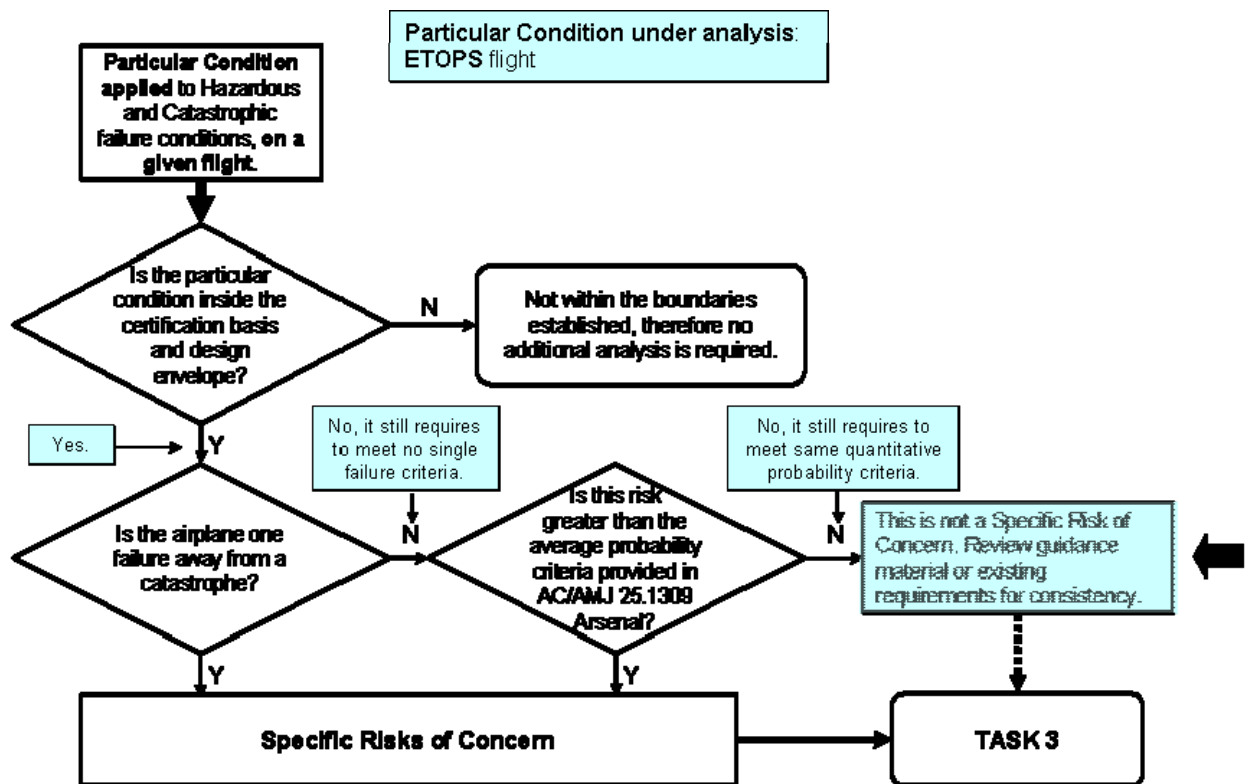 Particular Condition under analysis:
ETOPS flight
Particular Condition
applied to Hazardous
and Catastrophic
failure conditions, on a
given flight.
Is the particular
condition inside the
certification basis
and design
envelope?
N
Not within the boundaries
established, therefore no
additional analysis is required.
Yes.
Y
No, it still requires
to meet no single
failure criteria.
No, it still requires to
meet same quantitative
probability criteria.
Is the airplane one
failure away from a
catastrophe?
N
Is this risk
greater than the
average probability
criteria provided in
AC/AMJ 25.1309
Arsenal?
N
This is not a Specific Risk of
Concern. Review guidance
material or existing
requirements for consistency.
Y
Y
Specific Risks of Concern
TASK 3